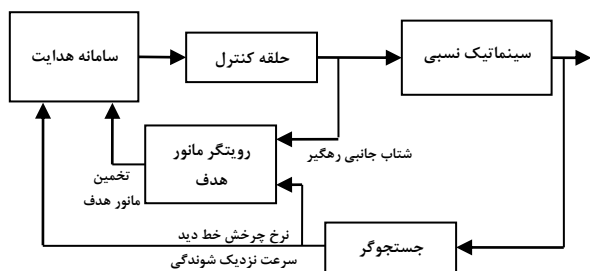 سامانه هدایت
حلقه کنترل
سینماتیک نسبی
رویتگر مانور
هدف
شتاب جانبی رهگیر
تخمین
مانور هدف
نرخ چرخش خط دید
سرعت نزدیک شوندگی
جستجوگر